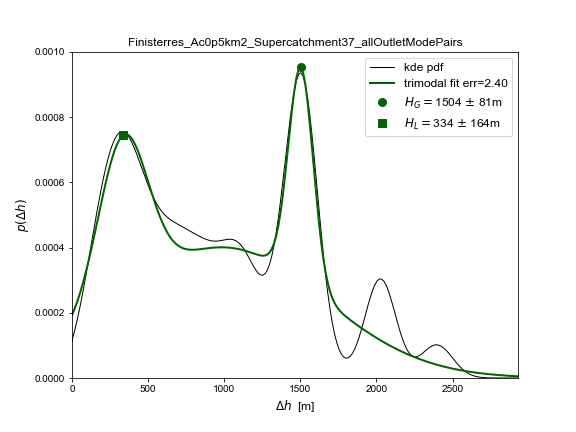 Finisterres_Ac0p5km2_Supercatchment37_allOutletModePairs
kde pdf
trimodal fit err=2.40
H_G = 1504 ± 81m
H_L = 334 ± 164m
p(Δh)
0.0010
0.0008
0.0006
0.0004
0.0002
0.0000
0 500 1000 1500 2000 2500
Δh [m]